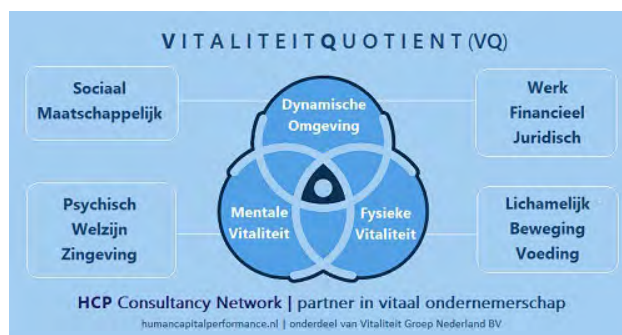 VITALITEITQUOTIENT (VQ)
Sociaal
Maatschappelijk
Dynamische
Omgeving
Werk
Financieel
Juridisch
Psychisch
Welzijn
Zingeving
Mentale
Vitaliteit
Fysieke
Vitaliteit
Lichamelijk
Beweging
Voeding
HCP Consultancy Network | partner in vitaal ondernemerschap
humancapitalperformance.nl | onderdeel van Vitaliteit Groep Nederland BV